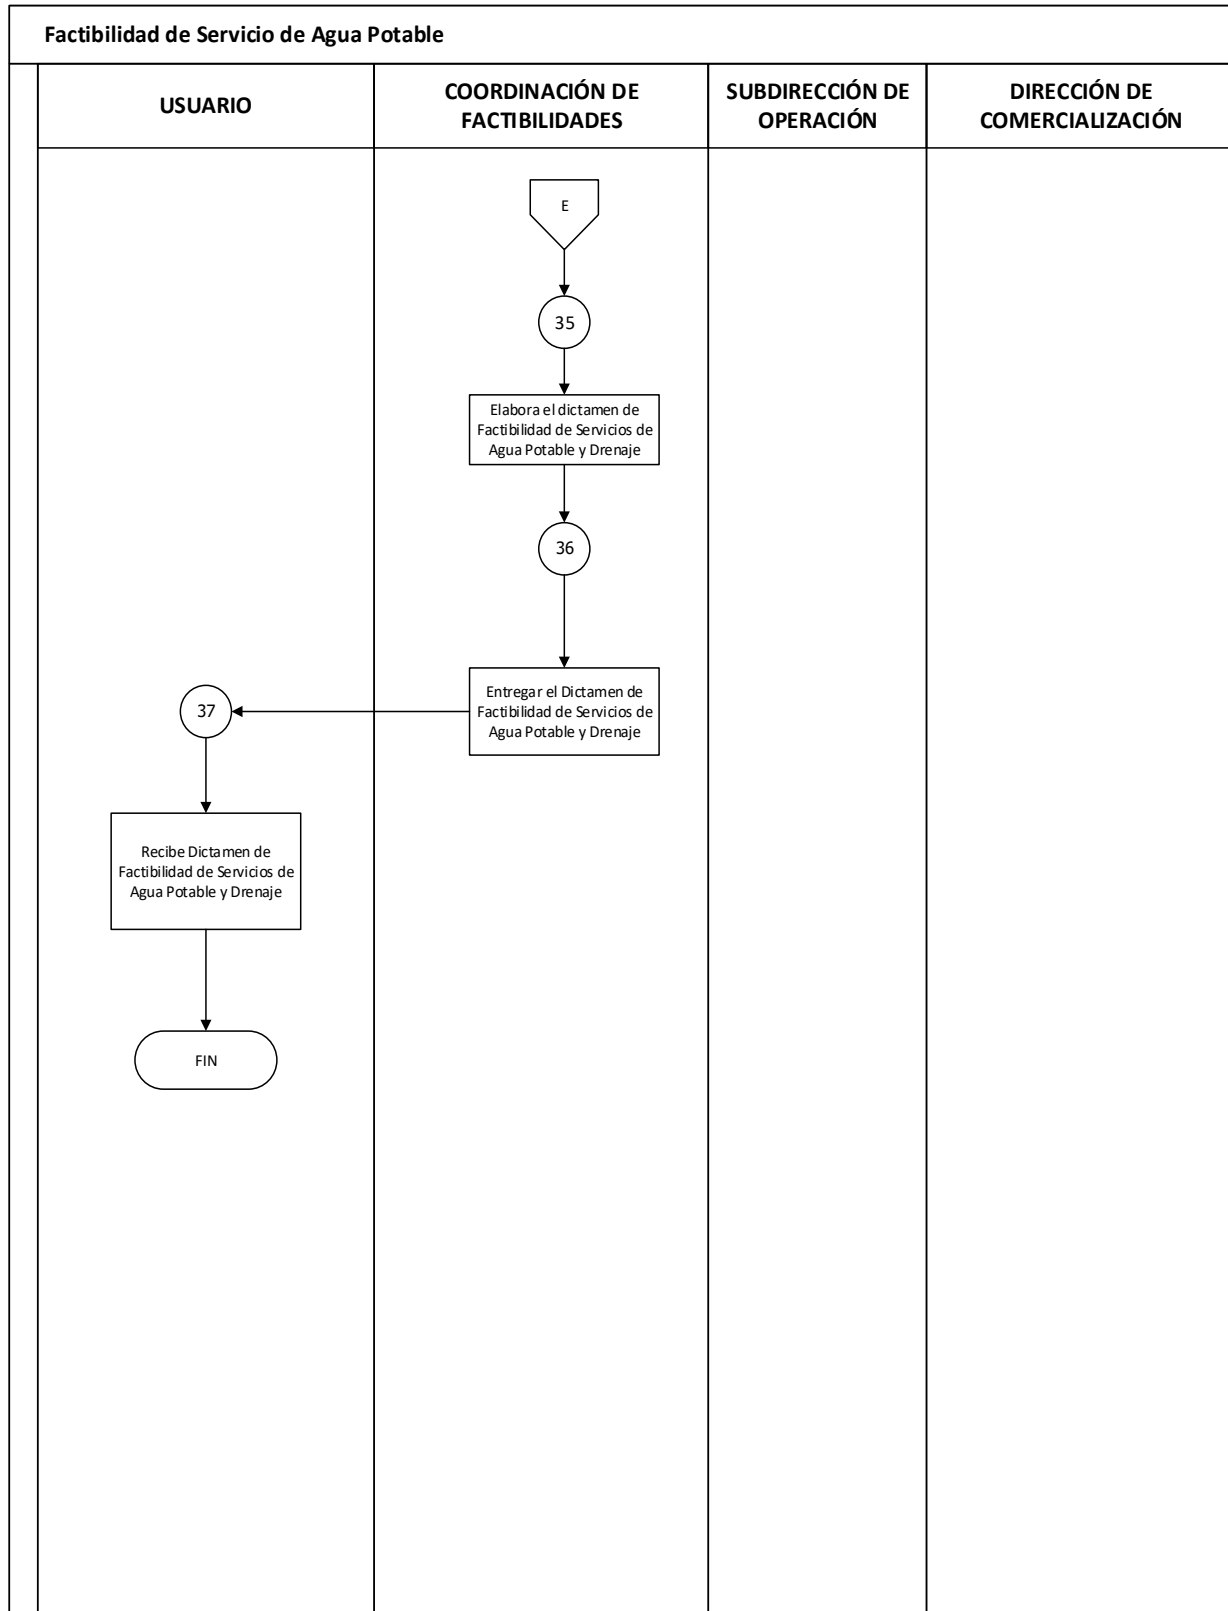 Factibilidad de Servicio de Agua Potable
USUARIO
COORDINACIÓN DE
FACTIBILIDADES
SUBDIRECCIÓN DE
OPERACIÓN
DIRECCIÓN DE
COMERCIALIZACIÓN
E
35
Elabora el dictamen de
Factibilidad de Servicios de
Agua Potable y Drenaje
36
Entregar el Dictamen de
Factibilidad de Servicios de
Agua Potable y Drenaje
37
Recibe Dictamen de
Factibilidad de Servicios de
Agua Potable y Drenaje
FIN